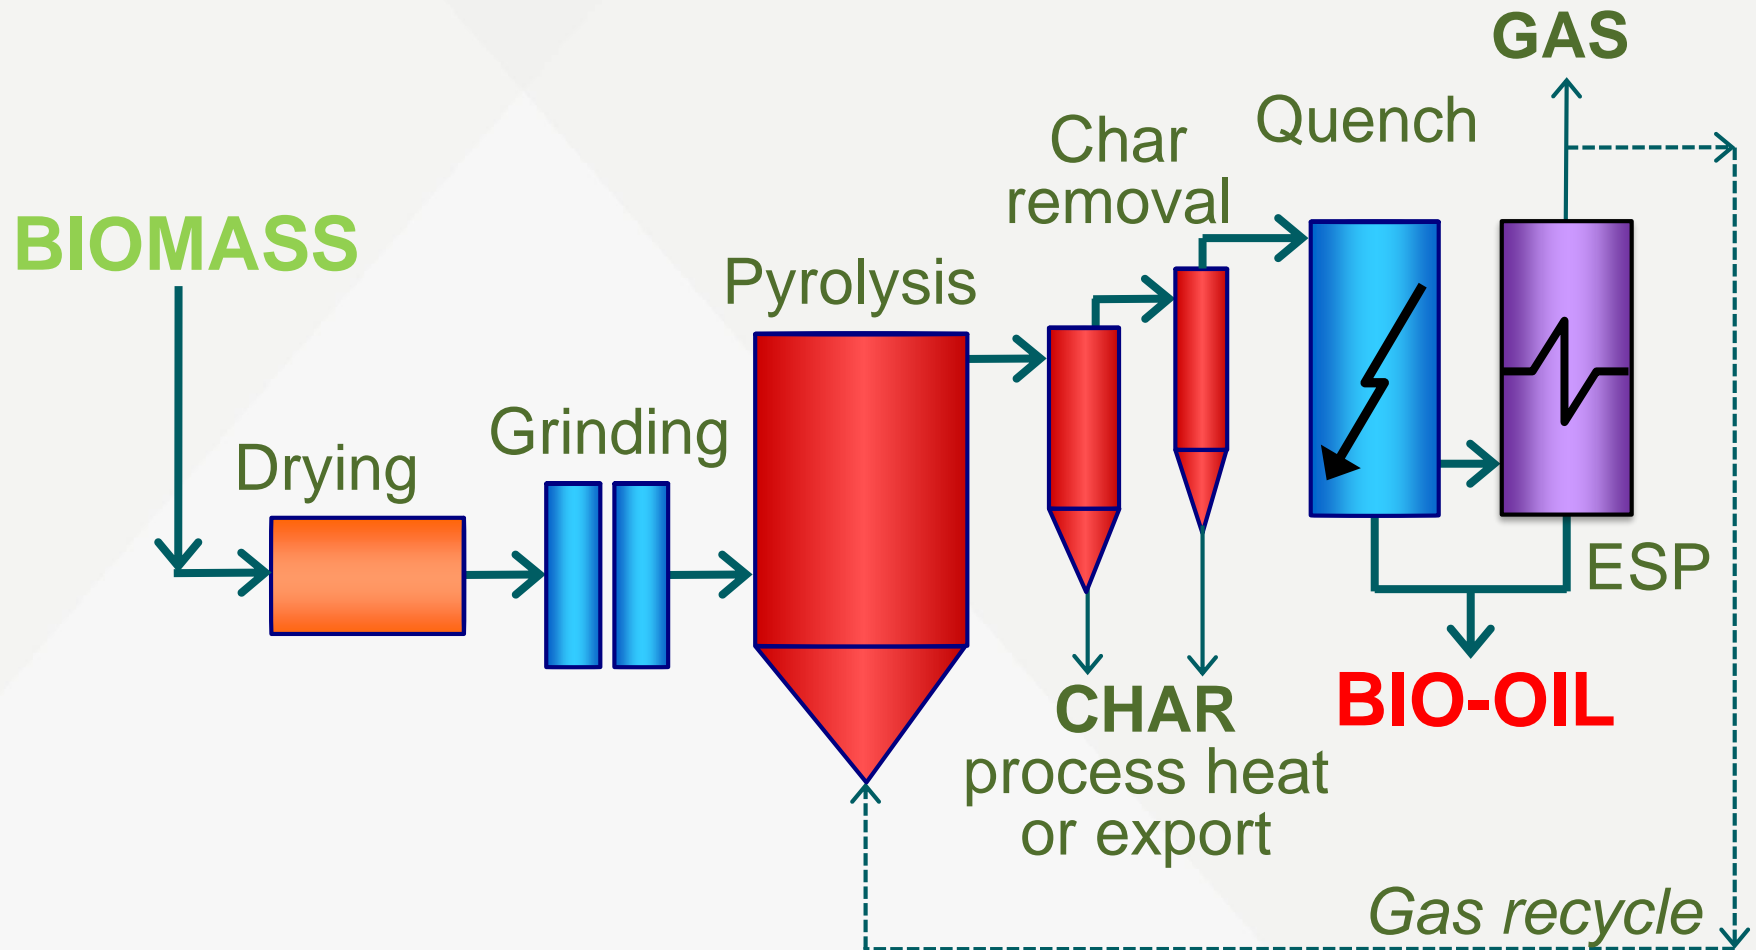 GAS
Quench
Char
removal
BIOMASS
Pyrolysis
Grinding
Drying
ESP
CHAR
process heat
or export
BIO-OIL
Gas recycle